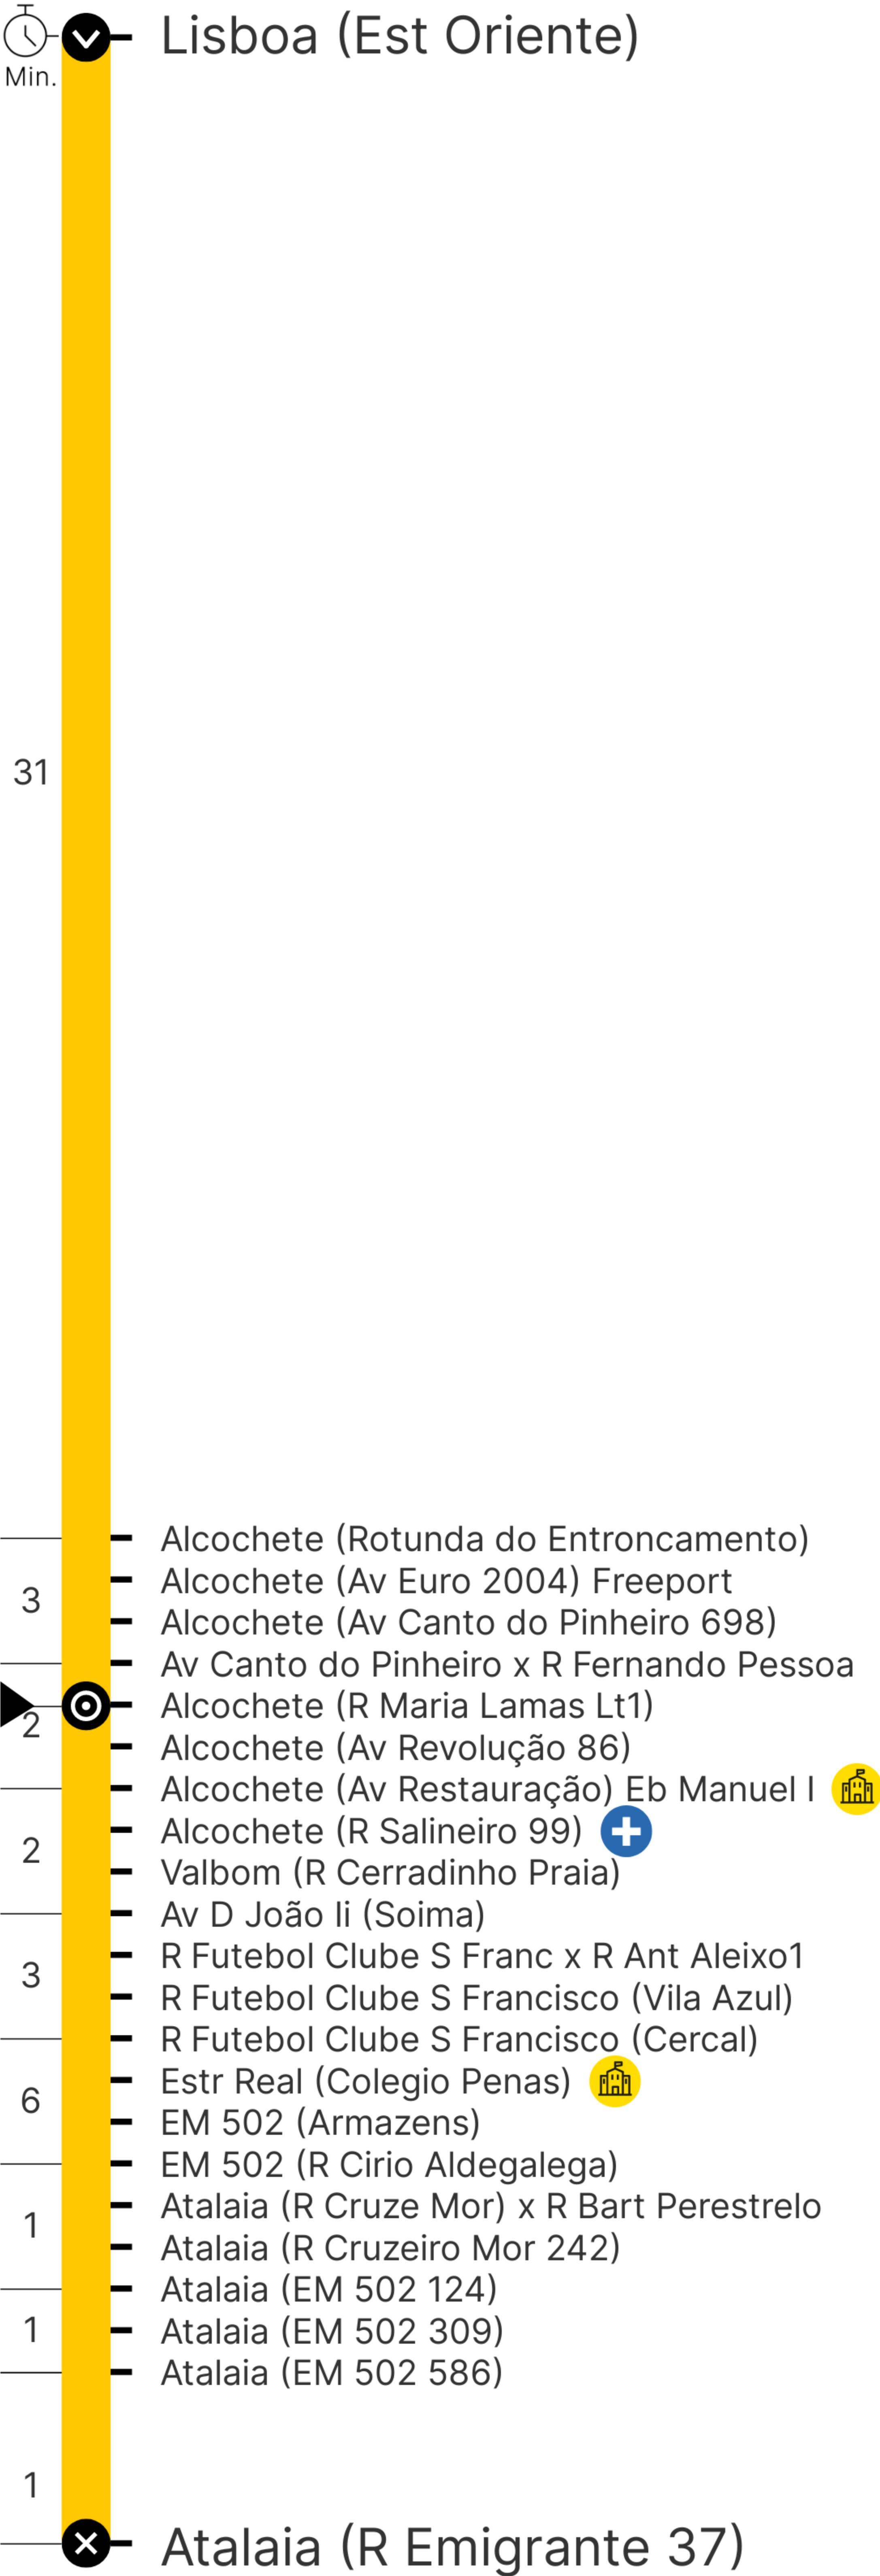 Lisboa (Est Oriente)
Min.
31
Alcochete (Rotunda do Entroncamento)
Alcochete (Av Euro 2004) Freeport
3
Alcochete (Av Canto do Pinheiro 698)
Av Canto do Pinheiro x R Fernando Pessoa
Alcochete (R Maria Lamas Lt1)
2
Alcochete (Av Revolução 86)
Alcochete (Av Restauração) Eb Manuel I
Alcochete (R Salineiro 99)
2
Valbom (R Cerradinho Praia)
Av D João Ii (Soima)
R Futebol Clube S Franc x R Ant Aleixo1
3
R Futebol Clube S Francisco (Vila Azul)
R Futebol Clube S Francisco (Cercal)
Estr Real (Colegio Penas)
6
EM 502 (Armazens)
EM 502 (R Cirio Aldegalega)
Atalaia (R Cruze Mor) x R Bart Perestrelo
1
Atalaia (R Cruzeiro Mor 242)
Atalaia (EM 502 124)
1
Atalaia (EM 502 309)
Atalaia (EM 502 586)
1
Atalaia (R Emigrante 37)